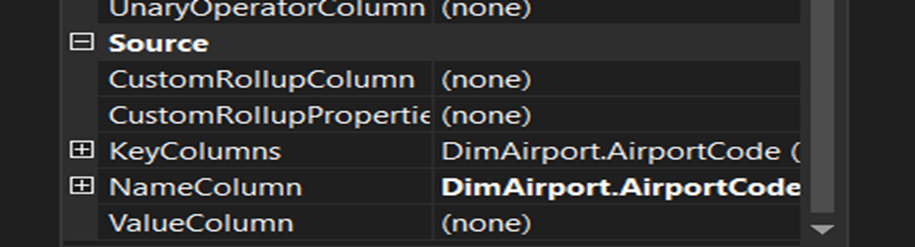 UnaryOperatorColumn (none)
Source
CustomRollupColumn (none)
CustomRollupPropertie (none)
KeyColumns DimAirport.AirportCode (
NameColumn DimAirport.AirportCode
ValueColumn (none)